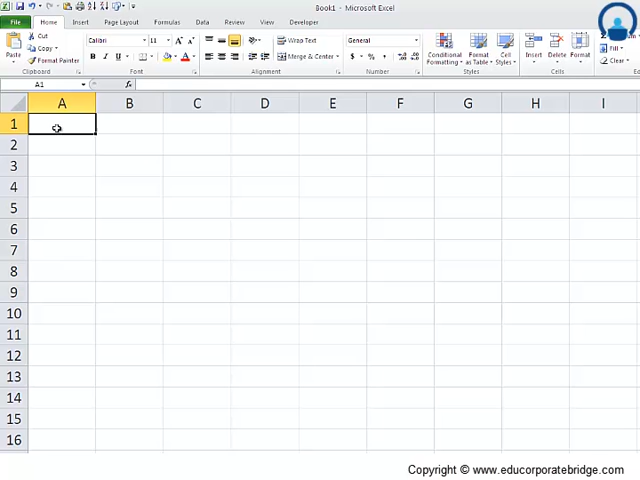 Book1 - Microsoft Excel
File Home Insert Page Layout Formulas Data Review View Developer
Paste Cut Copy Format Painter Calibri 11 Wrap Text Merge & Center General Conditional Formatting Format as Table Cell Styles Insert Delete Format Fill Clear
Clipboard Font Alignment Number Styles Cells
A1 fx
A B C D E F G H I
1
2
3
4
5
6
7
8
9
10
11
12
13
14
15
16
Copyright © www.educorporatebridge.com